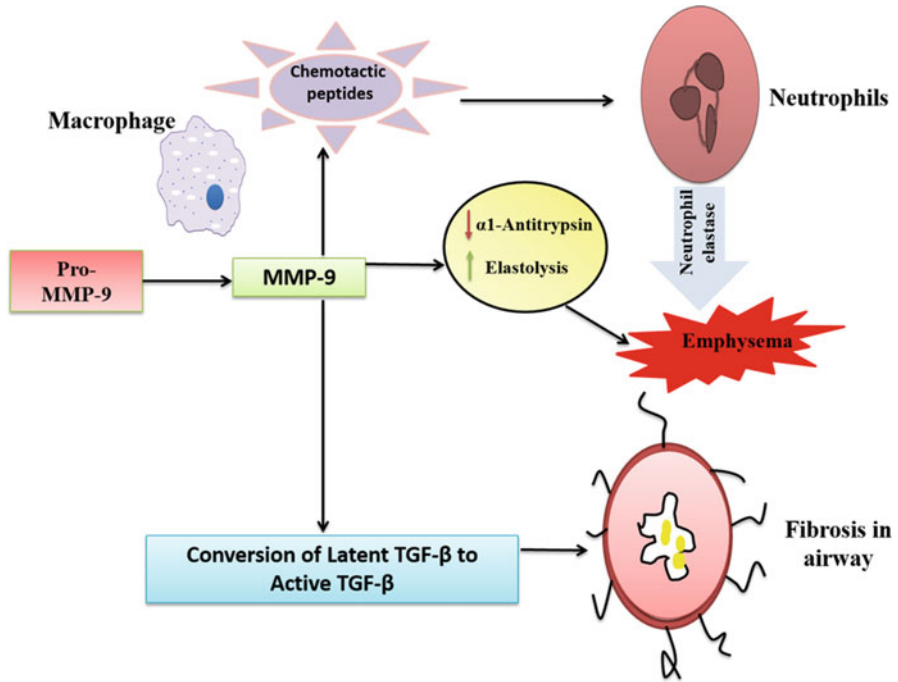 Chemotactic
peptides
Neutrophils
Macrophage
α1-Antitrypsin
Elastolysis
Neutrophil
elastase
Pro-
MMP-9
MMP-9
Emphysema
Conversion of Latent TGF-β to
Active TGF-β
Fibrosis in
airway